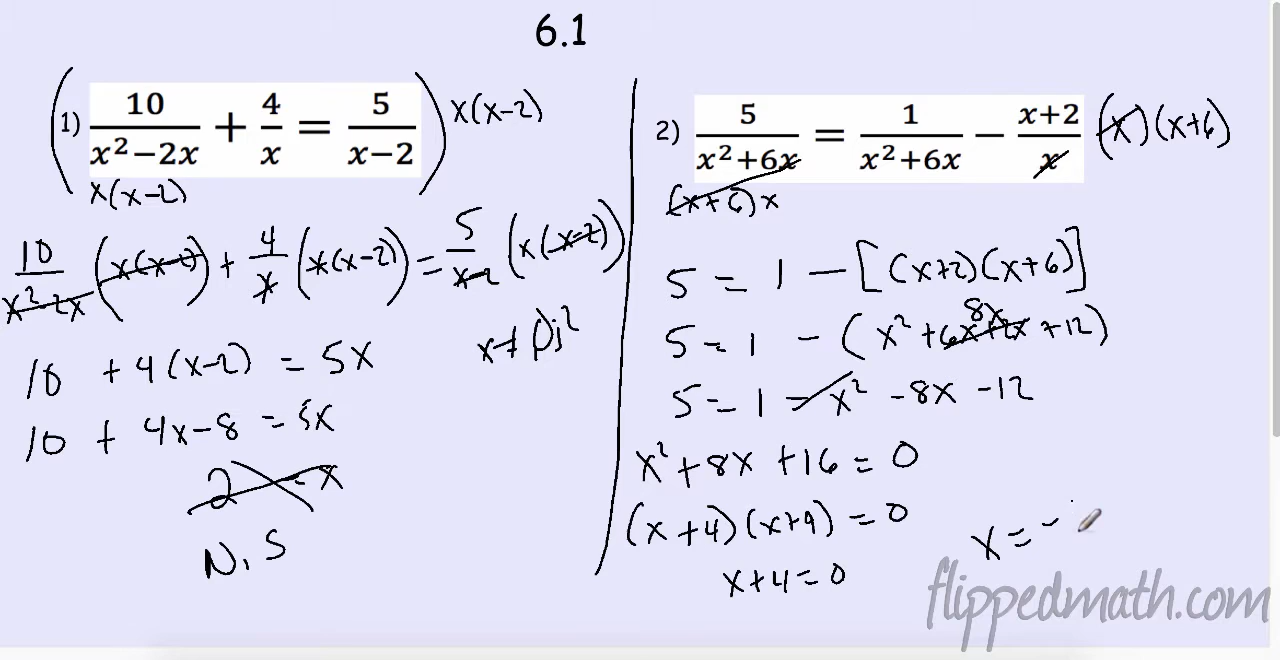 6.1
1) 10/(x²−2x) + 4/x = 5/(x−2) x(x−2)
x(x−2)
10/(x²−2x) (x(x−2)) + 4/x (x(x−2)) = 5/(x−2) (x(x−2))
10 + 4(x−2) = 5x
x ≠ 0, 2
10 + 4x−8 = 5x
2 = x
N.S
2) 5/(x²+6x) = 1/(x²+6x) − (x+2)/x (x)(x+6)
(x+6)x
5 = 1 − [(x+2)(x+6)]
8x
5 = 1 − (x² + 6x+2x +12)
5 = 1 − x² −8x −12
x² + 8x + 16 = 0
(x+4)(x+4) = 0
x+4=0
x = −
flippedmath.com